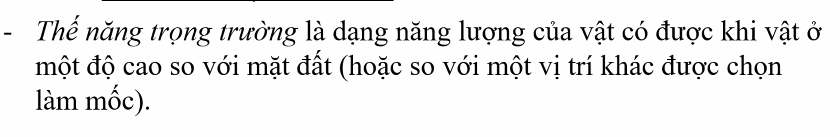 - Thế năng trọng trường là dạng năng lượng của vật có được khi vật ở
một độ cao so với mặt đất (hoặc so với một vị trí khác được chọn
làm mốc).